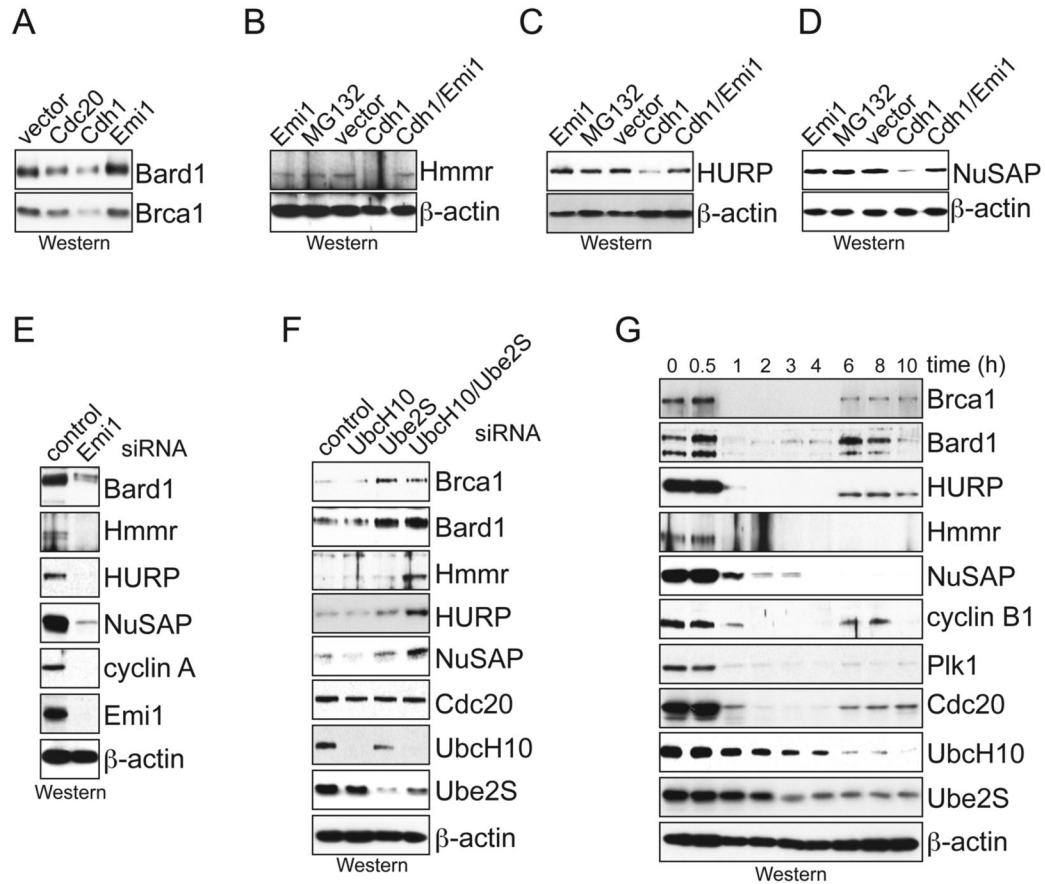 A
vector
Cdc20
Cdh1
Emi1
Bard1
Brca1
Western
B
Emi1
MG132
vector
Cdh1
Cdh1/Emi1
Hmmr
β-actin
Western
C
Emi1
MG132
vector
Cdh1
Cdh1/Emi1
HURP
β-actin
Western
D
Emi1
MG132
vector
Cdh1
Cdh1/Emi1
NuSAP
β-actin
Western
E
control
Emi1
siRNA
Bard1
Hmmr
HURP
NuSAP
cyclin A
Emi1
β-actin
Western
F
control
UbcH10
Ube2S
UbcH10/Ube2S
siRNA
Brca1
Bard1
Hmmr
HURP
NuSAP
Cdc20
UbcH10
Ube2S
β-actin
Western
G
0 0.5 1 2 3 4 6 8 10 time (h)
Brca1
Bard1
HURP
Hmmr
NuSAP
cyclin B1
Plk1
Cdc20
UbcH10
Ube2S
β-actin
Western